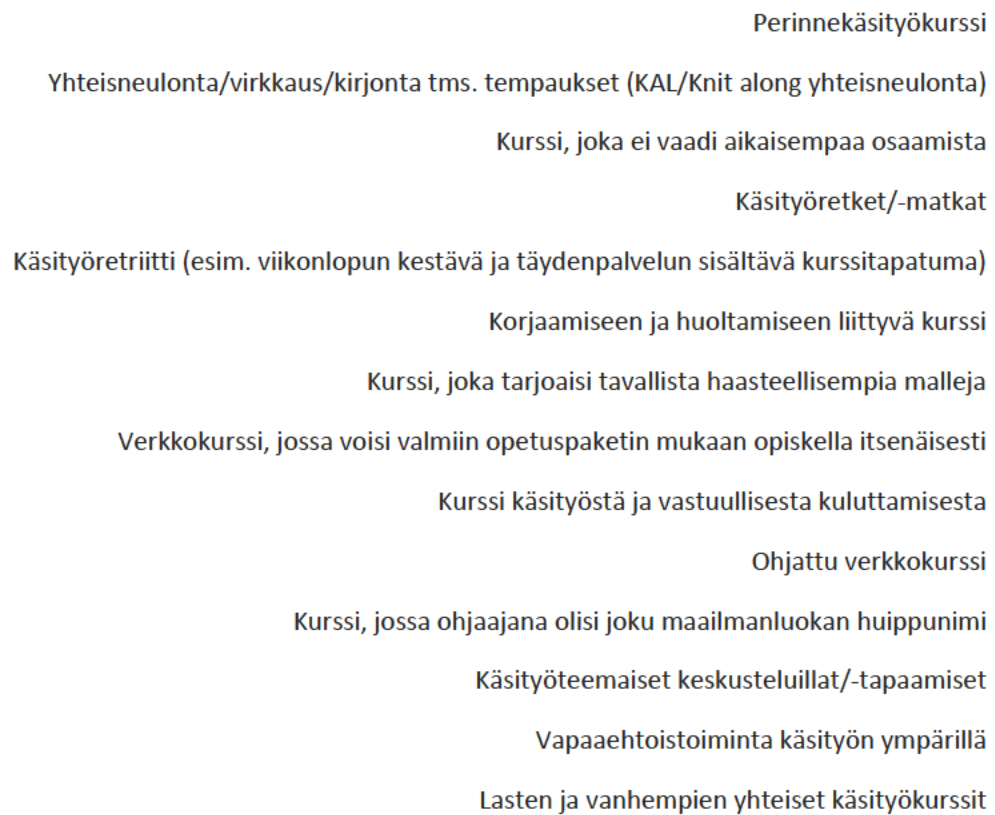 Perinnekäsityökurssi
Yhteisneulonta/virkkaus/kirjonta tms. tempaukset (KAL/Knit along yhteisneulonta)
Kurssi, joka ei vaadi aikaisempaa osaamista
Käsityöretket/-matkat
Käsityöretriitti (esim. viikonlopun kestävä ja täydenpalvelun sisältävä kurssitapatuma)
Korjaamiseen ja huoltamiseen liittyvä kurssi
Kurssi, joka tarjoaisi tavallista haasteellisempia malleja
Verkkokurssi, jossa voisi valmiin opetuspaketin mukaan opiskella itsenäisesti
Kurssi käsityöstä ja vastuullisesta kuluttamisesta
Ohjattu verkkokurssi
Kurssi, jossa ohjaajana olisi joku maailmanluokan huippunimi
Käsityöteemaiset keskusteluillat/-tapaamiset
Vapaaehtoistoiminta käsityön ympärillä
Lasten ja vanhempien yhteiset käsityökurssit